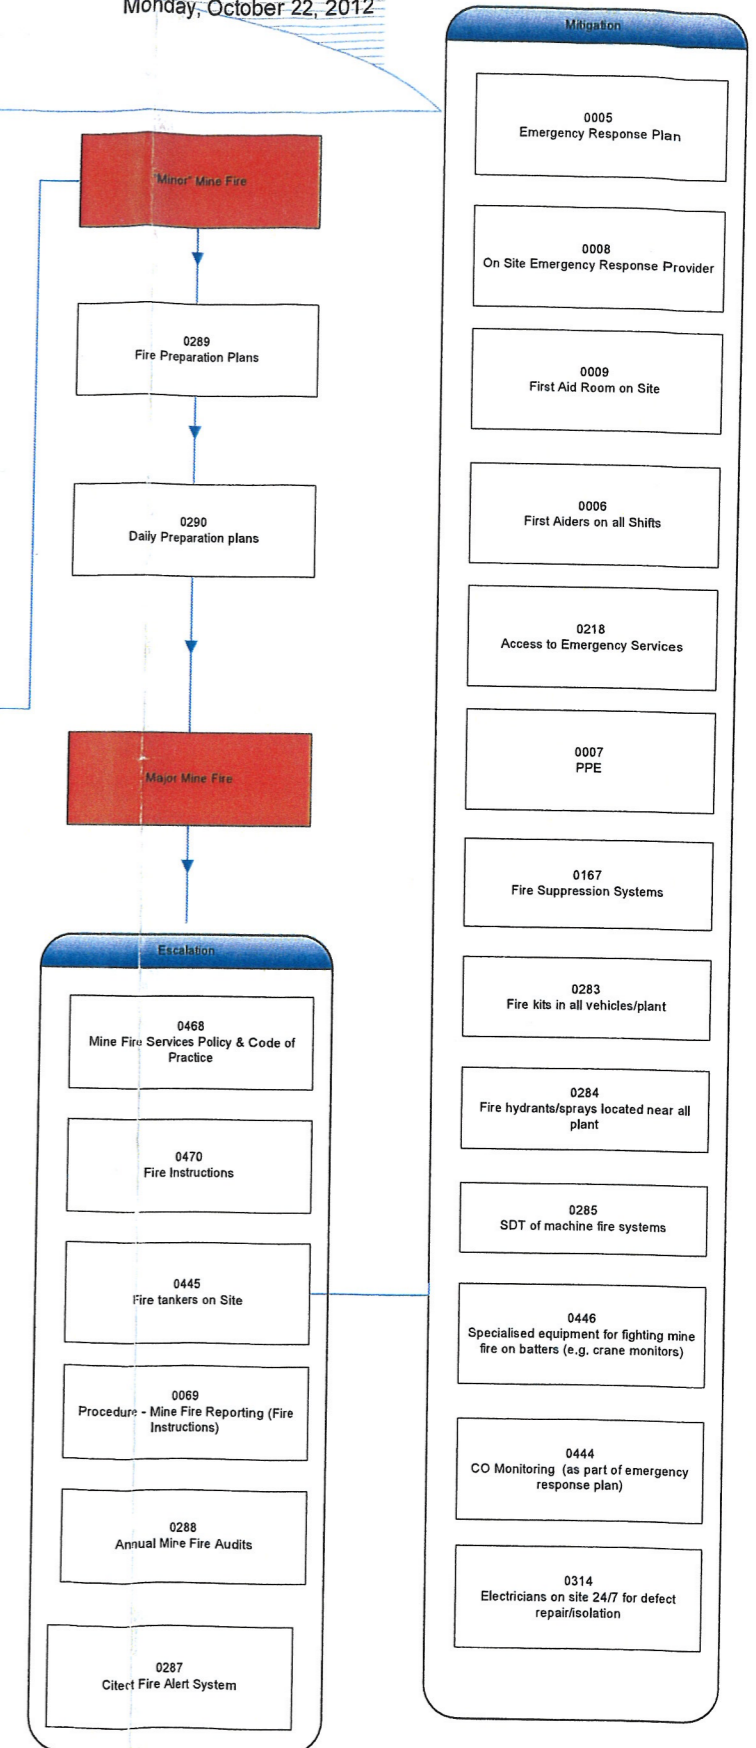 Monday, October 22, 2012
"Minor" Mine Fire
0289
Fire Preparation Plans
0290
Daily Preparation plans
Major Mine Fire
Escalation
0468
Mine Fire Services Policy & Code of
Practice
0470
Fire Instructions
0445
Fire tankers on Site
0069
Procedure - Mine Fire Reporting (Fire
Instructions)
0288
Annual Mine Fire Audits
0287
Citect Fire Alert System
Mitigation
0005
Emergency Response Plan
0008
On Site Emergency Response Provider
0009
First Aid Room on Site
0006
First Aiders on all Shifts
0218
Access to Emergency Services
0007
PPE
0167
Fire Suppression Systems
0283
Fire kits in all vehicles/plant
0284
Fire hydrants/sprays located near all
plant
0285
SDT of machine fire systems
0446
Specialised equipment for fighting mine
fire on batters (e.g. crane monitors)
0444
CO Monitoring (as part of emergency
response plan)
0314
Electricians on site 24/7 for defect
repair/isolation